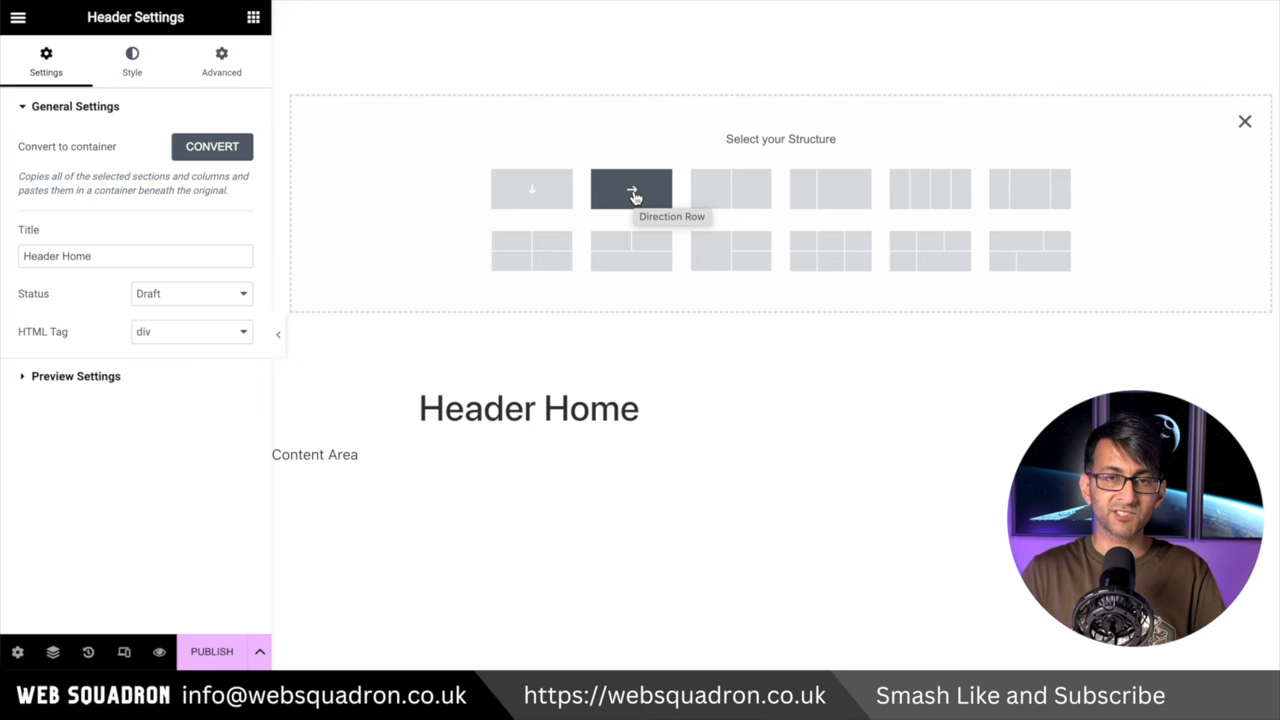 Header Settings
Settings
Style
Advanced
General Settings
Convert to container
CONVERT
Copies all of the selected sections and columns and
pastes them in a container beneath the original.
Title
Header Home
Status
Draft
HTML Tag
div
Preview Settings
PUBLISH
Select your Structure
Direction Row
Header Home
Content Area
WEB SQUADRON
info@websquadron.co.uk
https://websquadron.co.uk
Smash Like and Subscribe